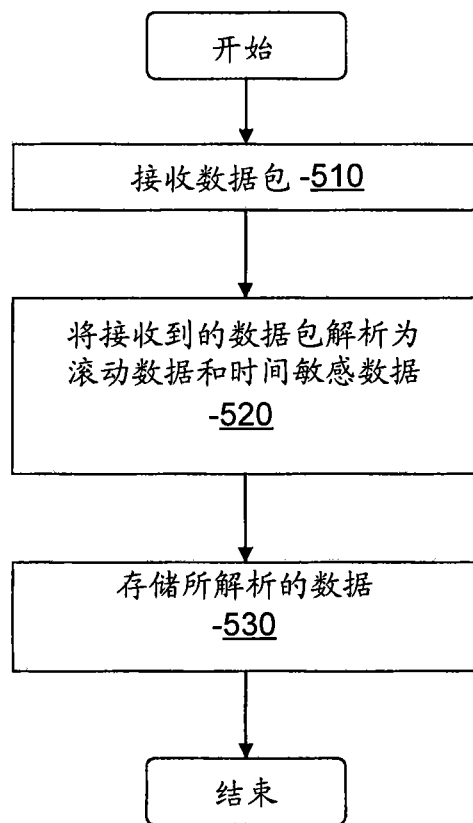 开始
接收数据包 -510
将接收到的数据包解析为
滚动数据和时间敏感数据
-520
存储所解析的数据
-530
结束